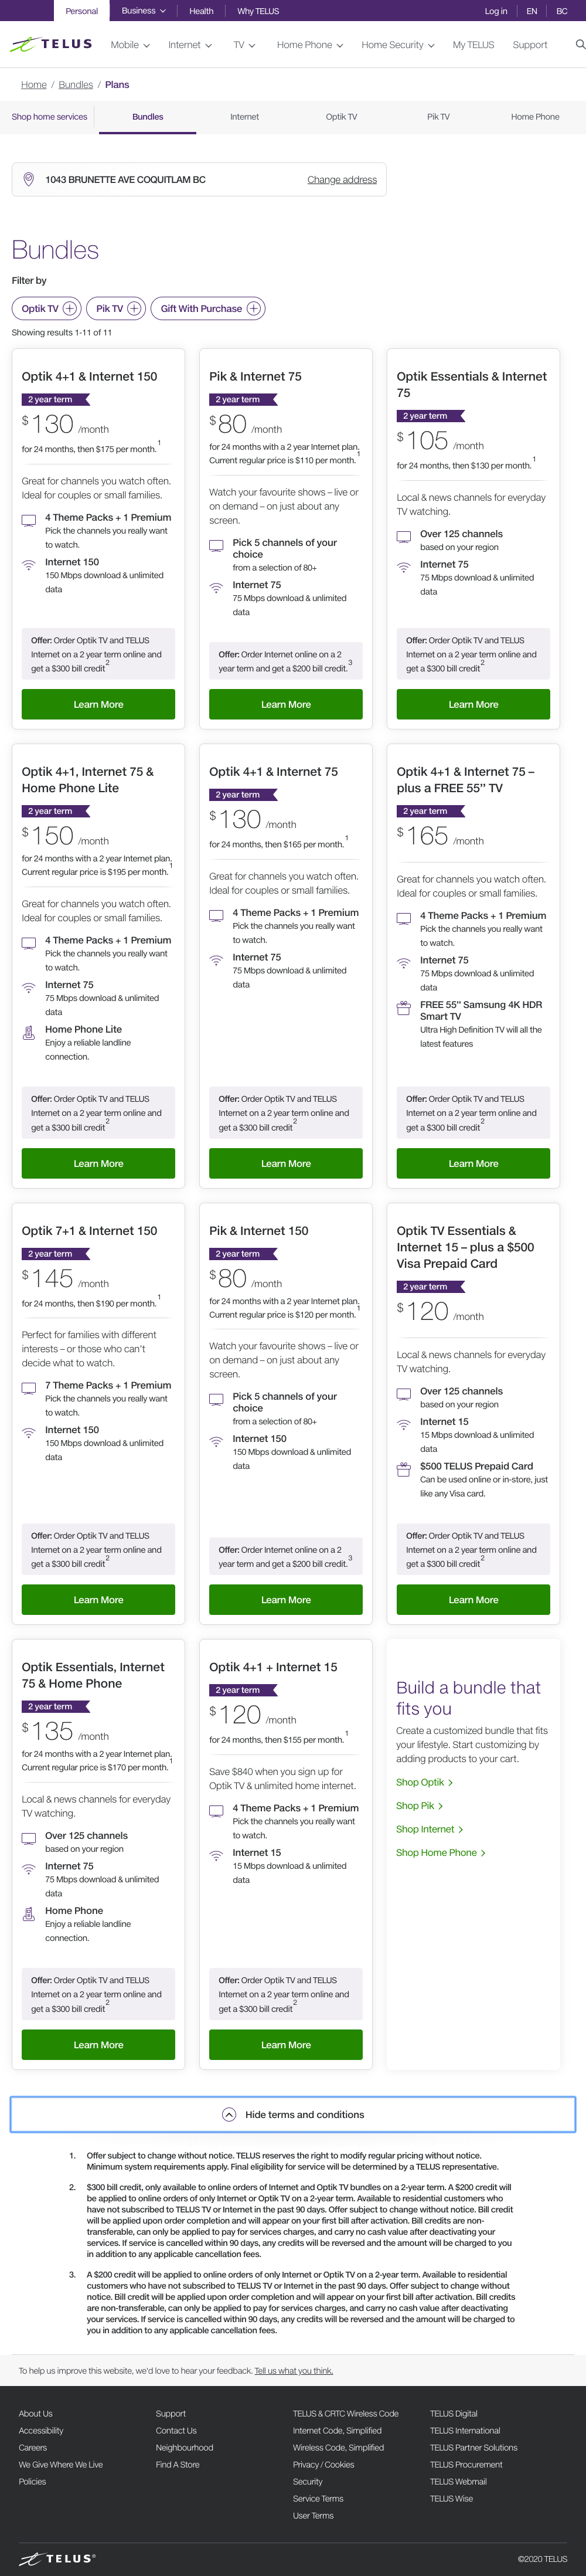 Personal Business Health Why TELUS Log in EN BC
TELUS Mobile Internet TV Home Phone Home Security My TELUS Support
Home / Bundles / Plans
Shop home services Bundles Internet Optik TV Pik TV Home Phone
1043 BRUNETTE AVE COQUITLAM BC Change address
Bundles
Filter by
Optik TV Pik TV Gift With Purchase
Showing results 1-11 of 11
Optik 4+1 & Internet 150
2 year term
$130 /month
for 24 months, then $175 per month.1
Great for channels you watch often.
Ideal for couples or small families.
4 Theme Packs + 1 Premium
Pick the channels you really want
to watch.
Internet 150
150 Mbps download & unlimited
data
Offer: Order Optik TV and TELUS
Internet on a 2 year term online and
get a $300 bill credit2
Learn More
Pik & Internet 75
2 year term
$80 /month
for 24 months with a 2 year Internet plan.
Current regular price is $110 per month.1
Watch your favourite shows – live or
on demand – on just about any
screen.
Pick 5 channels of your
choice
from a selection of 80+
Internet 75
75 Mbps download & unlimited
data
Offer: Order Internet online on a 2
year term and get a $200 bill credit.3
Learn More
Optik Essentials & Internet
75
2 year term
$105 /month
for 24 months, then $130 per month.1
Local & news channels for everyday
TV watching.
Over 125 channels
based on your region
Internet 75
75 Mbps download & unlimited
data
Offer: Order Optik TV and TELUS
Internet on a 2 year term online and
get a $300 bill credit2
Learn More
Optik 4+1, Internet 75 &
Home Phone Lite
2 year term
$150 /month
for 24 months with a 2 year Internet plan.
Current regular price is $195 per month.1
Great for channels you watch often.
Ideal for couples or small families.
4 Theme Packs + 1 Premium
Pick the channels you really want
to watch.
Internet 75
75 Mbps download & unlimited
data
Home Phone Lite
Enjoy a reliable landline
connection.
Offer: Order Optik TV and TELUS
Internet on a 2 year term online and
get a $300 bill credit2
Learn More
Optik 4+1 & Internet 75
2 year term
$130 /month
for 24 months, then $165 per month.1
Great for channels you watch often.
Ideal for couples or small families.
4 Theme Packs + 1 Premium
Pick the channels you really want
to watch.
Internet 75
75 Mbps download & unlimited
data
Offer: Order Optik TV and TELUS
Internet on a 2 year term online and
get a $300 bill credit2
Learn More
Optik 4+1 & Internet 75 –
plus a FREE 55” TV
2 year term
$165 /month
Great for channels you watch often.
Ideal for couples or small families.
4 Theme Packs + 1 Premium
Pick the channels you really want
to watch.
Internet 75
75 Mbps download & unlimited
data
FREE 55” Samsung 4K HDR
Smart TV
Ultra High Definition TV will all the
latest features
Offer: Order Optik TV and TELUS
Internet on a 2 year term online and
get a $300 bill credit2
Learn More
Optik 7+1 & Internet 150
2 year term
$145 /month
for 24 months, then $190 per month.1
Perfect for families with different
interests – or those who can't
decide what to watch.
7 Theme Packs + 1 Premium
Pick the channels you really want
to watch.
Internet 150
150 Mbps download & unlimited
data
Offer: Order Optik TV and TELUS
Internet on a 2 year term online and
get a $300 bill credit2
Learn More
Pik & Internet 150
2 year term
$80 /month
for 24 months with a 2 year Internet plan.
Current regular price is $120 per month.1
Watch your favourite shows – live or
on demand – on just about any
screen.
Pick 5 channels of your
choice
from a selection of 80+
Internet 150
150 Mbps download & unlimited
data
Offer: Order Internet online on a 2
year term and get a $200 bill credit.3
Learn More
Optik TV Essentials &
Internet 15 – plus a $500
Visa Prepaid Card
2 year term
$120 /month
Local & news channels for everyday
TV watching.
Over 125 channels
based on your region
Internet 15
15 Mbps download & unlimited
data
$500 TELUS Prepaid Card
Can be used online or in-store, just
like any Visa card.
Offer: Order Optik TV and TELUS
Internet on a 2 year term online and
get a $300 bill credit2
Learn More
Optik Essentials, Internet
75 & Home Phone
2 year term
$135 /month
for 24 months with a 2 year Internet plan.
Current regular price is $170 per month.1
Local & news channels for everyday
TV watching.
Over 125 channels
based on your region
Internet 75
75 Mbps download & unlimited
data
Home Phone
Enjoy a reliable landline
connection.
Offer: Order Optik TV and TELUS
Internet on a 2 year term online and
get a $300 bill credit2
Learn More
Optik 4+1 + Internet 15
2 year term
$120 /month
for 24 months, then $155 per month.1
Save $840 when you sign up for
Optik TV & unlimited home internet.
4 Theme Packs + 1 Premium
Pick the channels you really want
to watch.
Internet 15
15 Mbps download & unlimited
data
Offer: Order Optik TV and TELUS
Internet on a 2 year term online and
get a $300 bill credit2
Learn More
Build a bundle that
fits you
Create a customized bundle that fits
your lifestyle. Start customizing by
adding products to your cart.
Shop Optik
Shop Pik
Shop Internet
Shop Home Phone
Hide terms and conditions
1. Offer subject to change without notice. TELUS reserves the right to modify regular pricing without notice.
Minimum system requirements apply. Final eligibility for service will be determined by a TELUS representative.
2. $300 bill credit, only available to online orders of Internet and Optik TV bundles on a 2-year term. A $200 credit will
be applied to online orders of only Internet or Optik TV on a 2-year term. Available to residential customers who
have not subscribed to TELUS TV or Internet in the past 90 days. Offer subject to change without notice. Bill credit
will be applied upon order completion and will appear on your first bill after activation. Bill credits are non-
transferable, can only be applied to pay for services charges, and carry no cash value after deactivating your
services. If service is cancelled within 90 days, any credits will be reversed and the amount will be charged to you
in addition to any applicable cancellation fees.
3. A $200 credit will be applied to online orders of only Internet or Optik TV on a 2-year term. Available to residential
customers who have not subscribed to TELUS TV or Internet in the past 90 days. Offer subject to change without
notice. Bill credit will be applied upon order completion and will appear on your first bill after activation. Bill credits
are non-transferable, can only be applied to pay for services charges, and carry no cash value after deactivating
your services. If service is cancelled within 90 days, any credits will be reversed and the amount will be charged to
you in addition to any applicable cancellation fees.
To help us improve this website, we'd love to hear your feedback. Tell us what you think.
About Us Support TELUS & CRTC Wireless Code TELUS Digital
Accessibility Contact Us Internet Code, Simplified TELUS International
Careers Neighbourhood Wireless Code, Simplified TELUS Partner Solutions
We Give Where We Live Find A Store Privacy / Cookies TELUS Procurement
Policies Security TELUS Webmail
Service Terms TELUS Wise
User Terms
TELUS® ©2020 TELUS